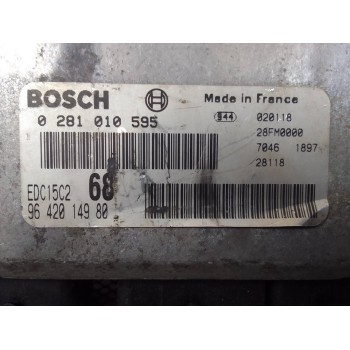 BOSCH Made in France
0 281 010 595 944 020118
28FM0000
7046 1897
28118
EDC15C2 68
96 420 149 80